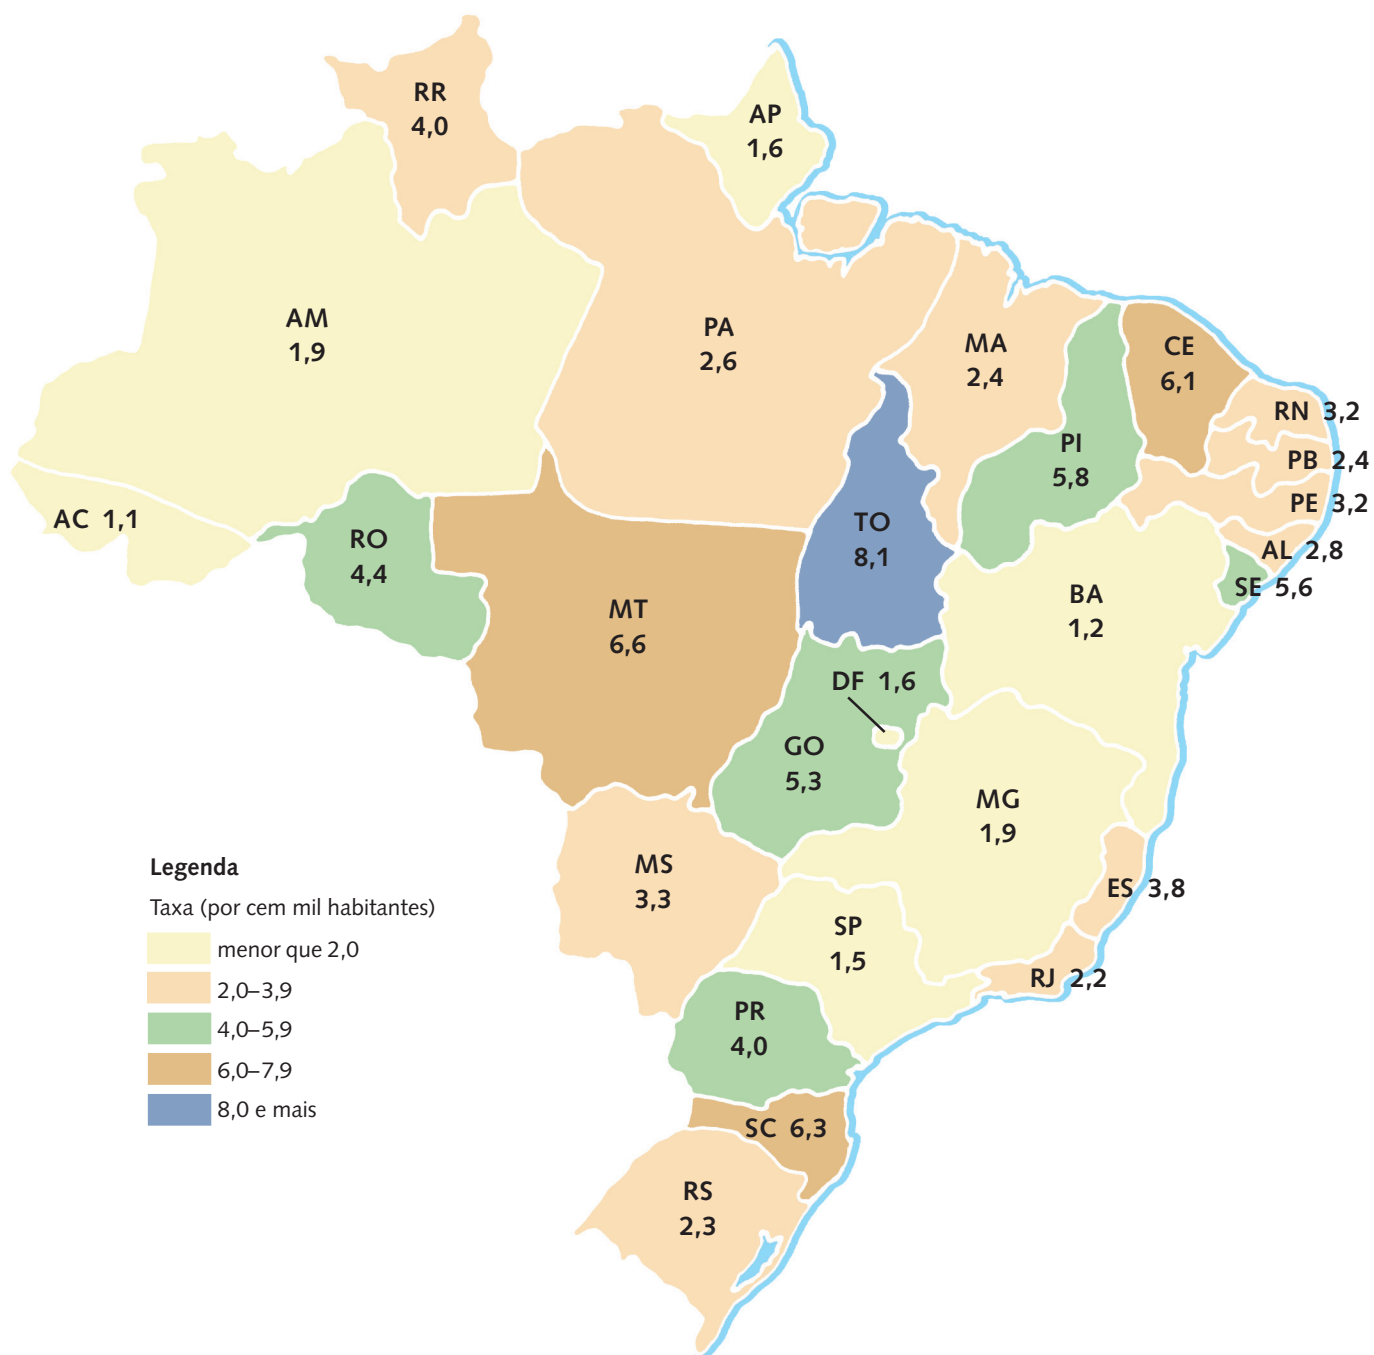 RR
4,0
AP
1,6
AM
1,9
PA
2,6
MA
2,4
CE
6,1
RN 3,2
PI
5,8
PB 2,4
PE 3,2
AC 1,1
RO
4,4
TO
8,1
AL 2,8
SE 5,6
MT
6,6
BA
1,2
DF 1,6
GO
5,3
MG
1,9
MS
3,3
ES 3,8
SP
1,5
RJ 2,2
PR
4,0
SC 6,3
RS
2,3
Legenda
Taxa (por cem mil habitantes)
menor que 2,0
2,0–3,9
4,0–5,9
6,0–7,9
8,0 e mais